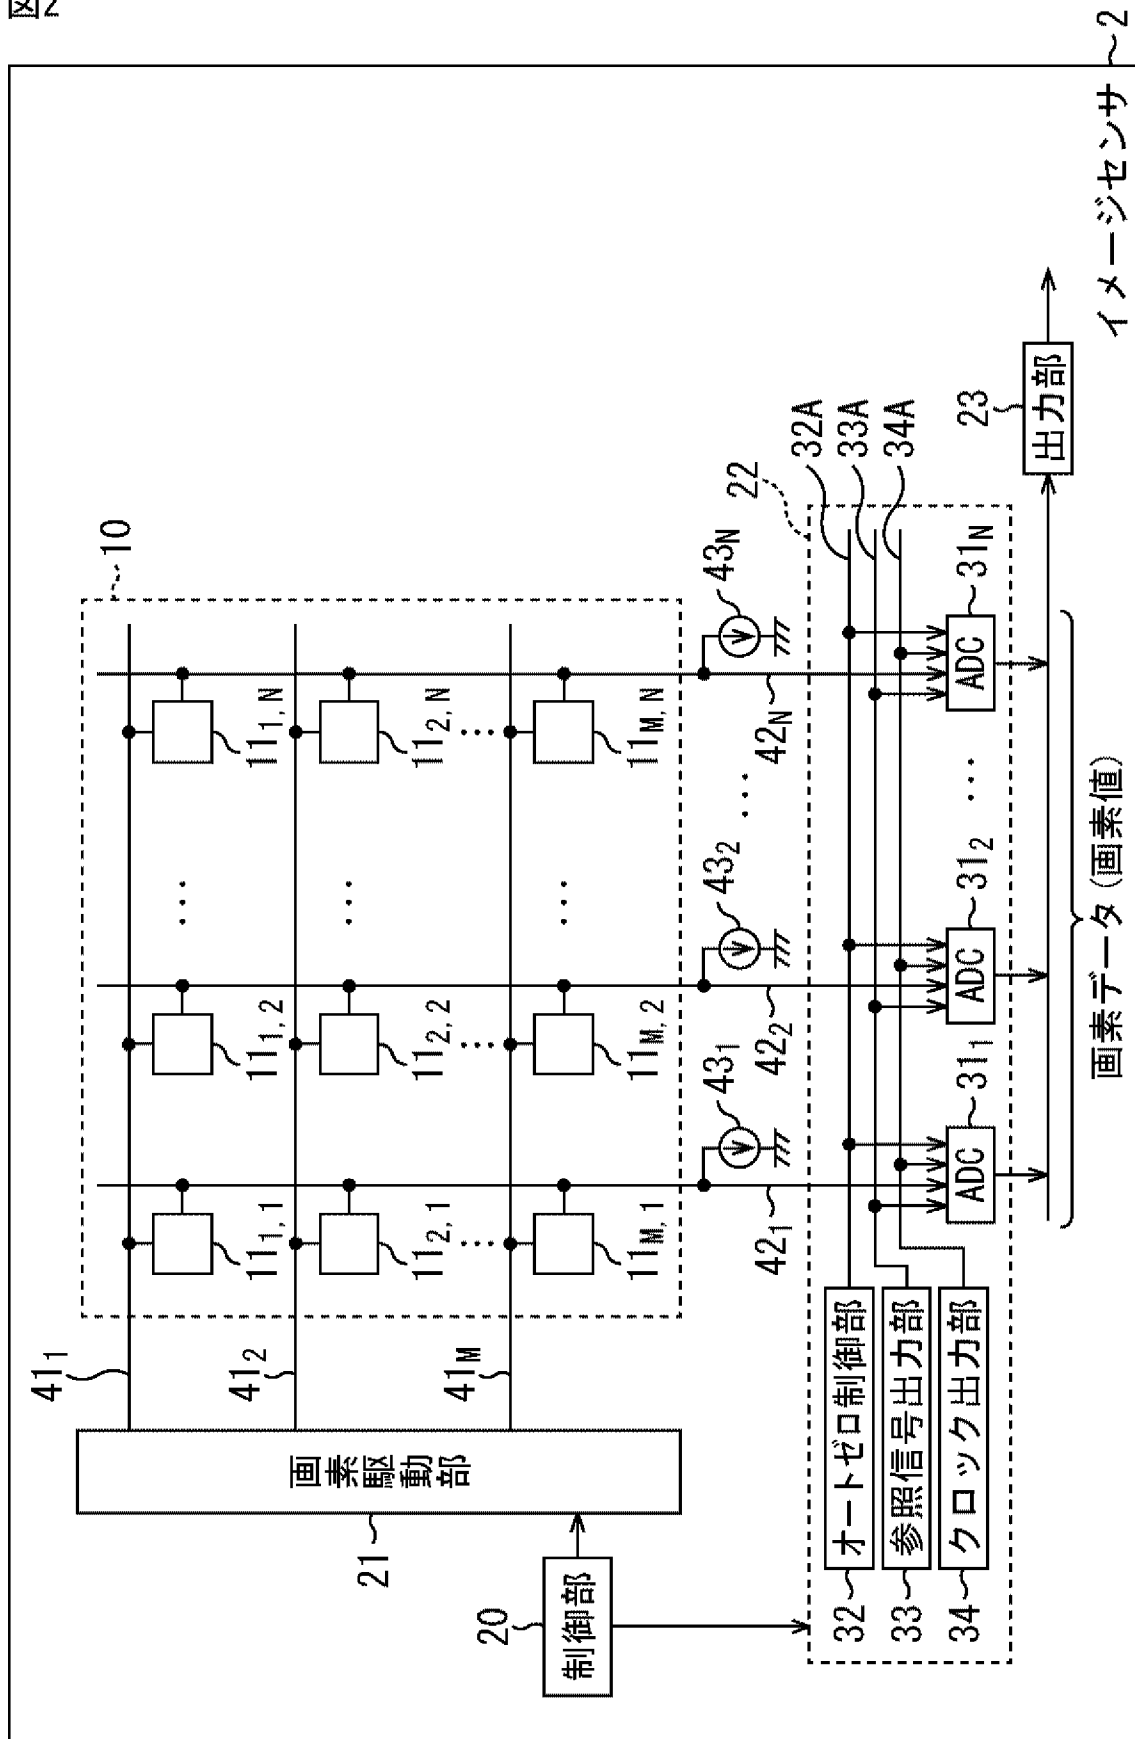 図2
10
41₁
11₁,₁
11₁,₂
11₁,N
41₂
11₂,₁
11₂,₂
11₂,N
41M
11M,₁
11M,₂
11M,N
画素駆動部
21
20
制御部
43₁
43₂
43N
42₁
42₂
42N
22
32A
33A
34A
32
オートゼロ制御部
33
参照信号出力部
34
クロック出力部
ADC
31₁
ADC
31₂
ADC
31N
23
出力部
画素データ(画素値)
イメージセンサ 2